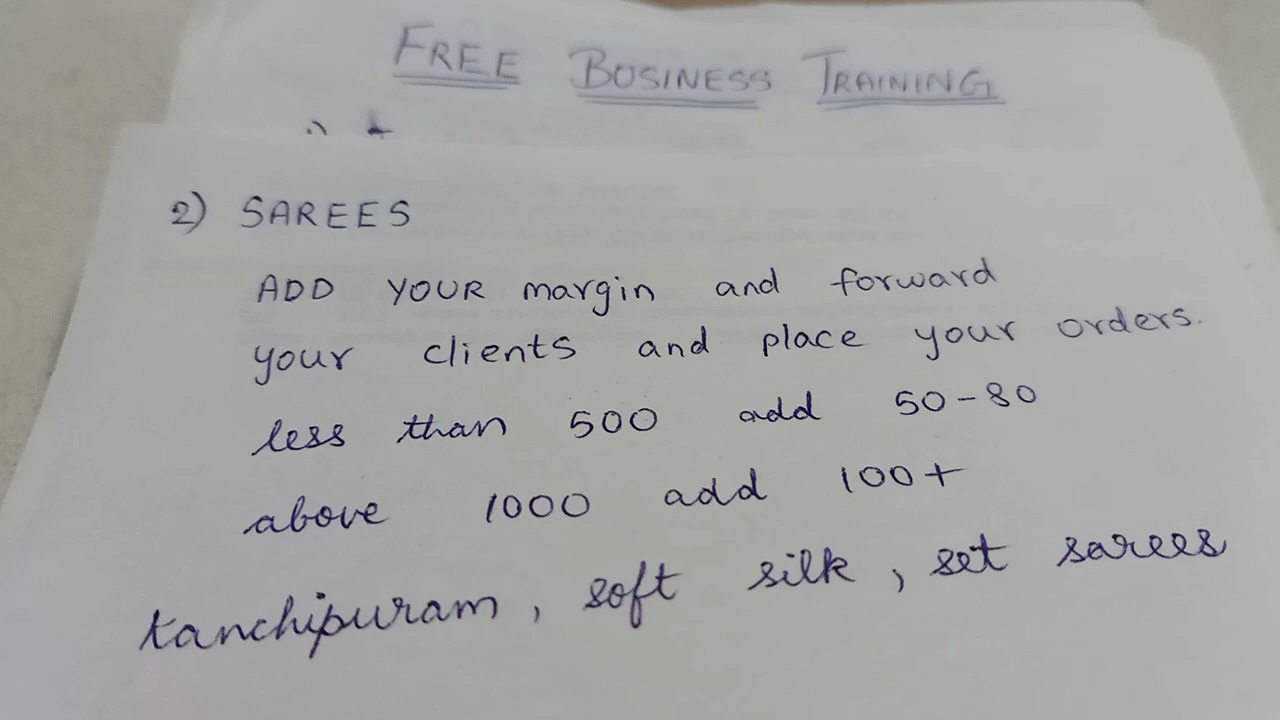 FREE BUSINESS TRAINING
2) SAREES
ADD YOUR margin and forward
your clients and place your orders.
less than 500 add 50-80
above 1000 add 100+
kanchipuram, soft silk, set sarees